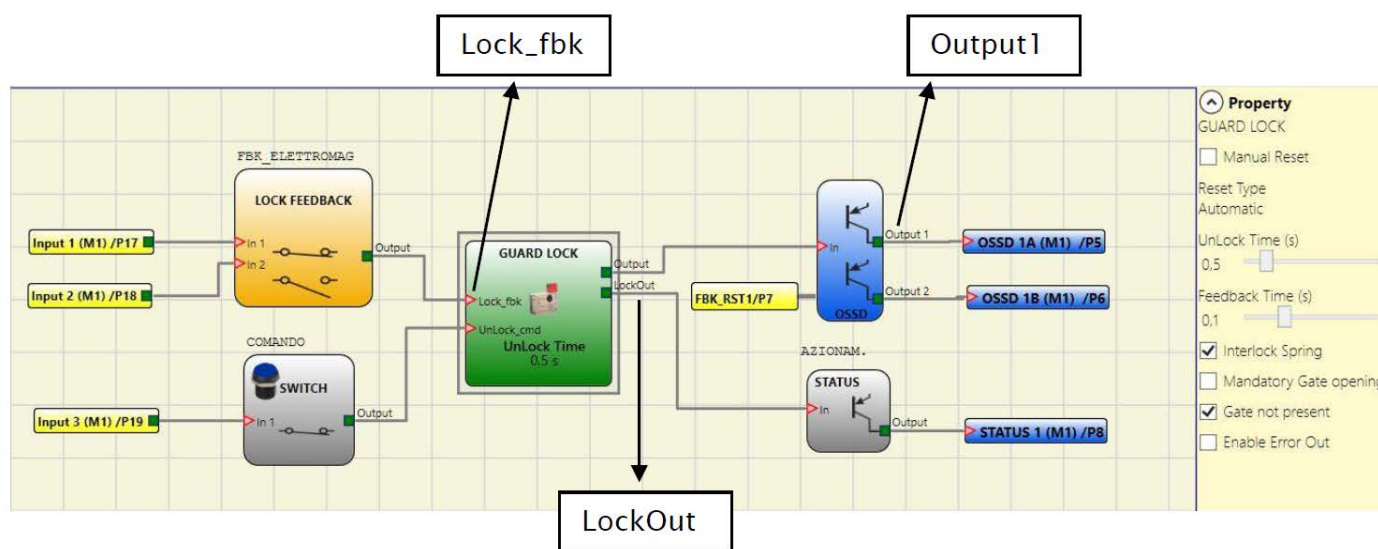 Lock_fbk
Output1
FBK_ELETTROMAG
LOCK FEEDBACK
Input 1 (M1) /P17
In 1
In 2
Output
Input 2 (M1) /P18
COMANDO
SWITCH
Input 3 (M1) /P19
In 1
Output
GUARD LOCK
Output
LockOut
Lock_fbk
UnLock_cmd
UnLock Time
0,5 s
In
Output 1
Output 2
OSSD
FBK_RST1/P7
OSSD 1A (M1) /P5
OSSD 1B (M1) /P6
AZIONAM.
STATUS
In
Output
STATUS 1 (M1) /P8
LockOut
Property
GUARD LOCK
Manual Reset
Reset Type
Automatic
UnLock Time (s)
0,5
Feedback Time (s)
0,1
Interlock Spring
Mandatory Gate opening
Gate not present
Enable Error Out